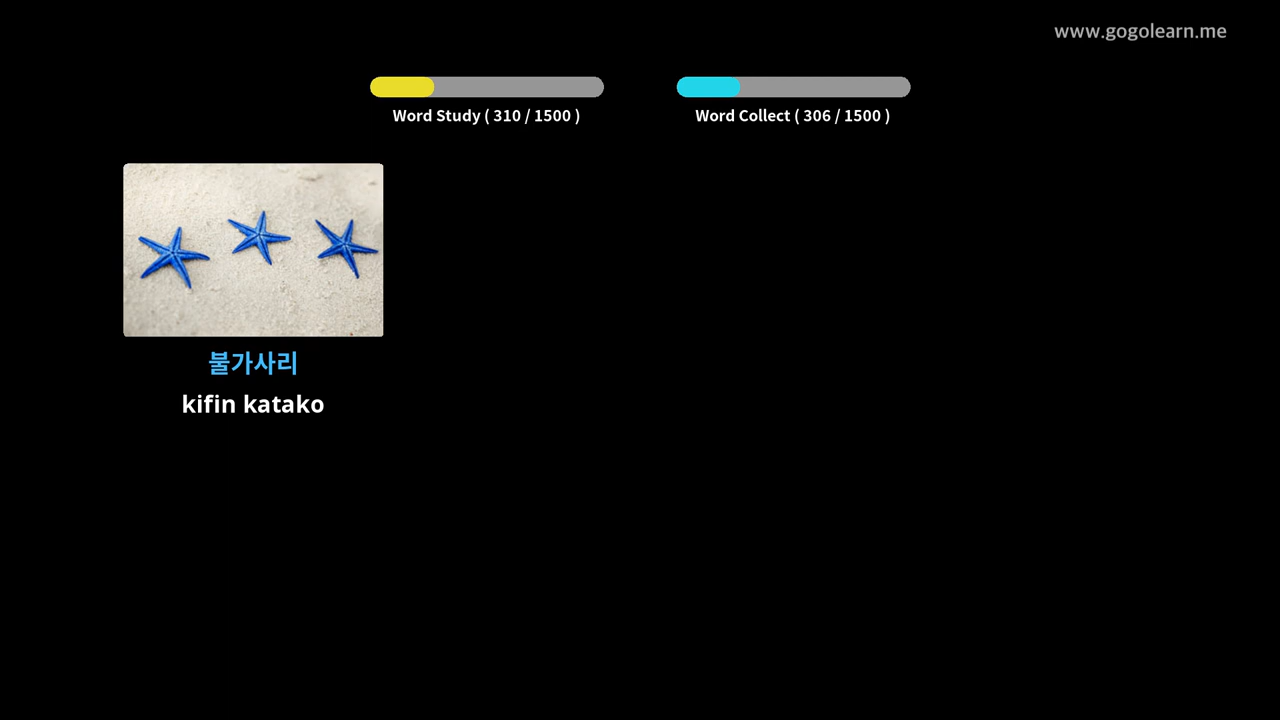 www.gogolearn.me
Word Study ( 310 / 1500 )
Word Collect ( 306 / 1500 )
불가사리
kifin katako